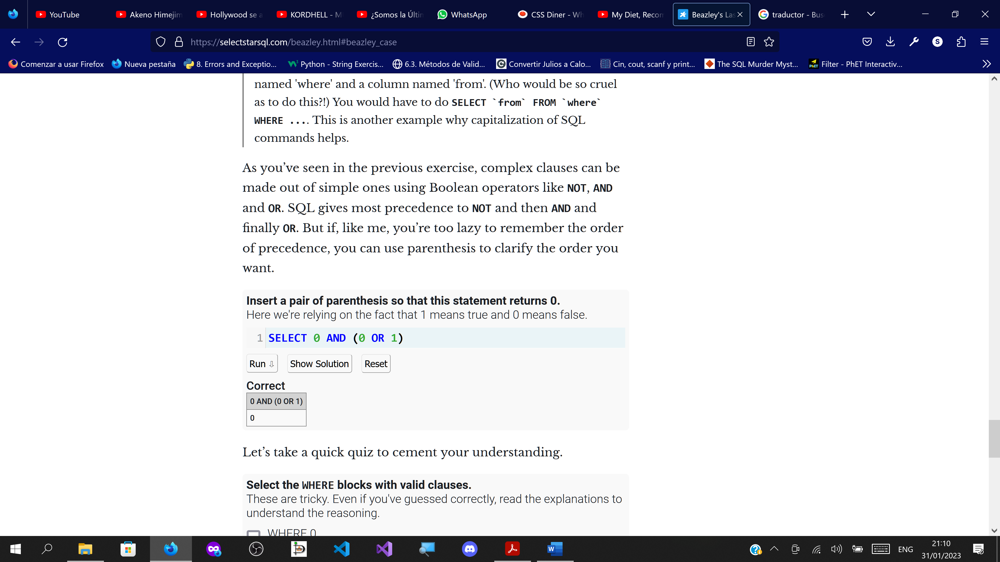 YouTube
Akeno Himejim
Hollywood se a
KORDHELL - M
¿Somos la Últin
WhatsApp
CSS Diner - Wh
My Diet, Recon
Beazley's Las
traductor - Bus
https://selectstarsql.com/beazley.html#beazley_case
S
Comenzar a usar Firefox
Nueva pestaña
8. Errors and Exceptio...
Python - String Exercis...
6.3. Métodos de Valid...
Convertir Julios a Calo...
Cin, cout, scanf y print...
The SQL Murder Myst...
PhET
Filter - PhET Interactiv...
named 'where' and a column named 'from'. (Who would be so cruel
as to do this?!) You would have to do SELECT `from` FROM `where`
WHERE .... This is another example why capitalization of SQL
commands helps.
As you’ve seen in the previous exercise, complex clauses can be
made out of simple ones using Boolean operators like NOT, AND
and OR. SQL gives most precedence to NOT and then AND and
finally OR. But if, like me, you’re too lazy to remember the order
of precedence, you can use parenthesis to clarify the order you
want.
Insert a pair of parenthesis so that this statement returns 0.
Here we're relying on the fact that 1 means true and 0 means false.
1 SELECT 0 AND (0 OR 1)
Run ⇩
Show Solution
Reset
Correct
0 AND (0 OR 1)
0
Let’s take a quick quiz to cement your understanding.
Select the WHERE blocks with valid clauses.
These are tricky. Even if you've guessed correctly, read the explanations to
understand the reasoning.
WHERE 0
ENG
21:10
31/01/2023